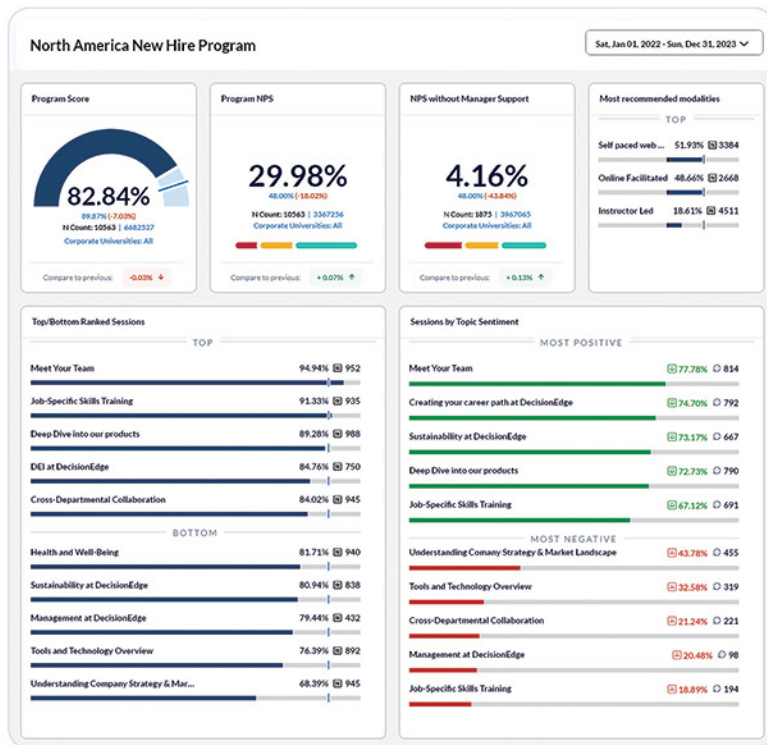 North America New Hire Program
Sat, Jan 01, 2022 - Sun, Dec 31, 2023
Program Score
82.84%
89.87% (-7.03%)
N Count: 10563 | 6682527
Corporate Universities: All
Compare to previous: -0.03%
Program NPS
29.98%
48.00% (-18.02%)
N Count: 10563 | 3367256
Corporate Universities: All
Compare to previous: +0.07%
NPS without Manager Support
4.16%
48.00% (-43.84%)
N Count: 1875 | 3967065
Corporate Universities: All
Compare to previous: +0.13%
Most recommended modalities
TOP
Self paced web... 51.93% N 3384
Online Facilitated 48.66% N 2668
Instructor Led 18.61% N 4511
Top/Bottom Ranked Sessions
TOP
Meet Your Team 94.94% N 952
Job-Specific Skills Training 91.33% N 935
Deep Dive into our products 89.28% N 988
DEI at DecisionEdge 84.76% N 750
Cross-Departmental Collaboration 84.02% N 945
BOTTOM
Health and Well-Being 81.71% N 940
Sustainability at DecisionEdge 80.94% N 838
Management at DecisionEdge 79.44% N 432
Tools and Technology Overview 76.39% N 892
Understanding Company Strategy & Mar... 68.39% N 945
Sessions by Topic Sentiment
MOST POSITIVE
Meet Your Team 77.78% 814
Creating your career path at DecisionEdge 74.70% 792
Sustainability at DecisionEdge 73.17% 667
Deep Dive into our products 72.73% 790
Job-Specific Skills Training 67.12% 691
MOST NEGATIVE
Understanding Comany Strategy & Market Landscape 43.78% 455
Tools and Technology Overview 32.58% 319
Cross-Departmental Collaboration 21.24% 221
Management at DecisionEdge 20.48% 98
Job-Specific Skills Training 18.89% 194